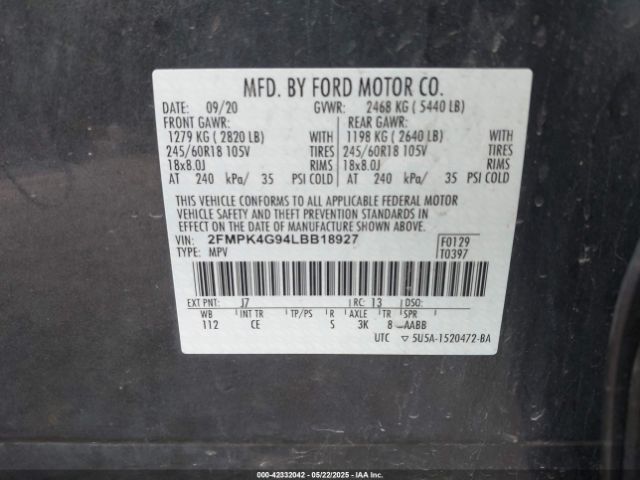 MFD. BY FORD MOTOR CO.
DATE: 09/20 GVWR: 2468 KG ( 5440 LB)
FRONT GAWR: REAR GAWR:
1279 KG ( 2820 LB) WITH 1198 KG ( 2640 LB) WITH
245/60R18 105V TIRES 245/60R18 105V TIRES
18x8.0J RIMS 18x8.0J RIMS
AT 240 kPa/ 35 PSI COLD AT 240 kPa/ 35 PSI COLD
THIS VEHICLE CONFORMS TO ALL APPLICABLE FEDERAL MOTOR
VEHICLE SAFETY AND THEFT PREVENTION STANDARDS IN
EFFECT ON THE DATE OF MANUFACTURE SHOWN ABOVE.
VIN: 2FMPK4G94LBB18927 F0129
TYPE: MPV T0397
EXT PNT: J7 RC: 13 DSO:
WB INT TR TP/PS R AXLE TR SPR
112 CE S 3K 8 AABB
UTC ▽ 5U5A-1520472-BA
000-42332042 - 05/22/2025 - IAAI.COM